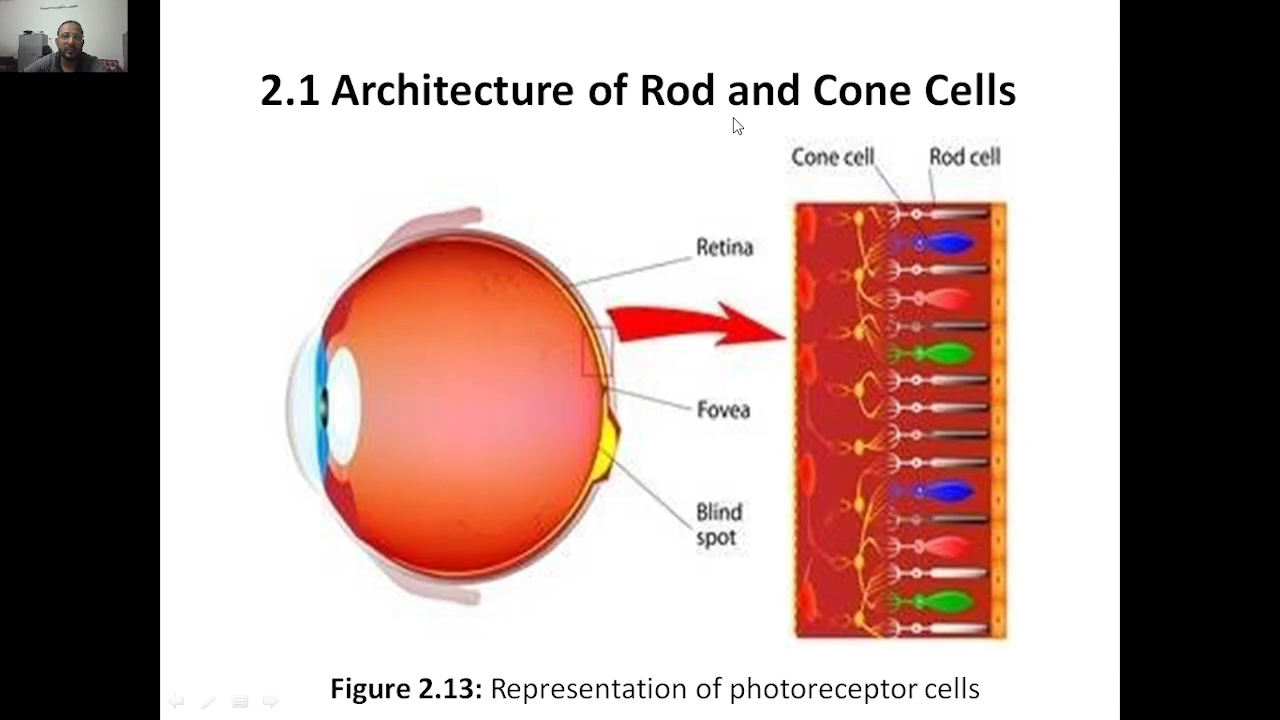 2.1 Architecture of Rod and Cone Cells
Cone cell
Rod cell
Retina
Fovea
Blind
spot
Figure 2.13: Representation of photoreceptor cells